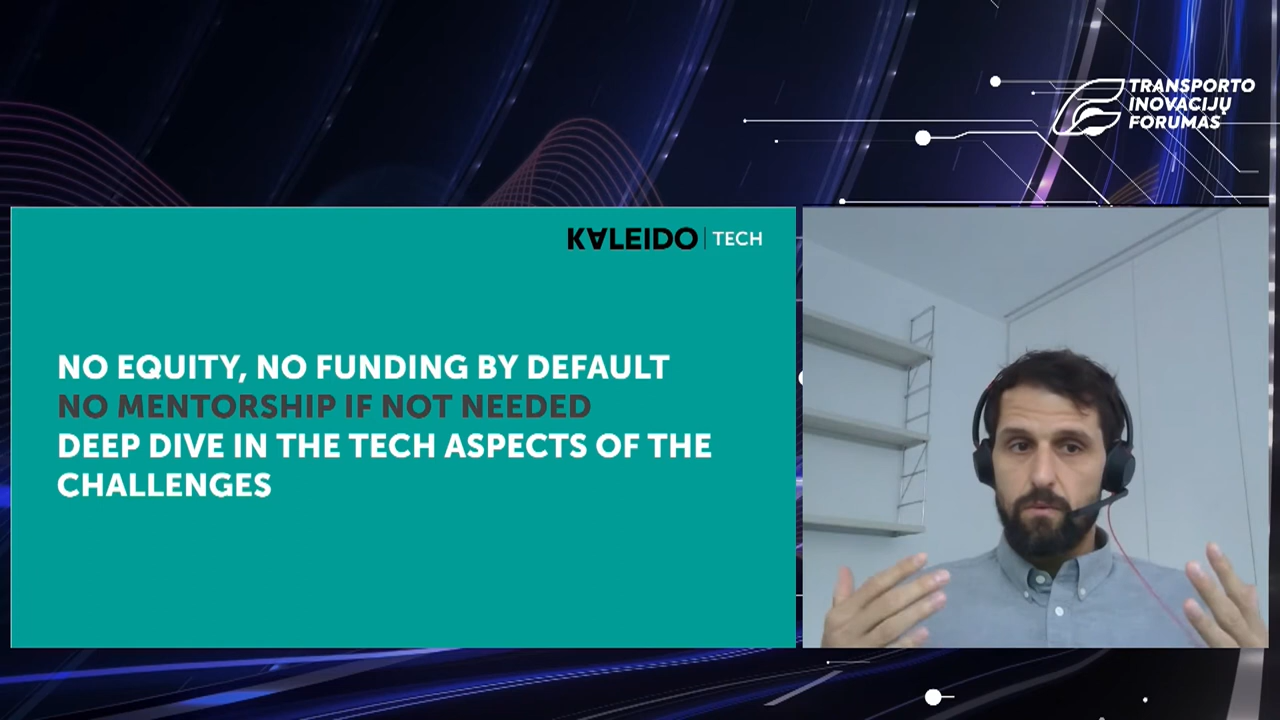 TRANSPORTO
INOVACIJŲ
FORUMAS
KALEIDO TECH
NO EQUITY, NO FUNDING BY DEFAULT
NO MENTORSHIP IF NOT NEEDED
DEEP DIVE IN THE TECH ASPECTS OF THE
CHALLENGES